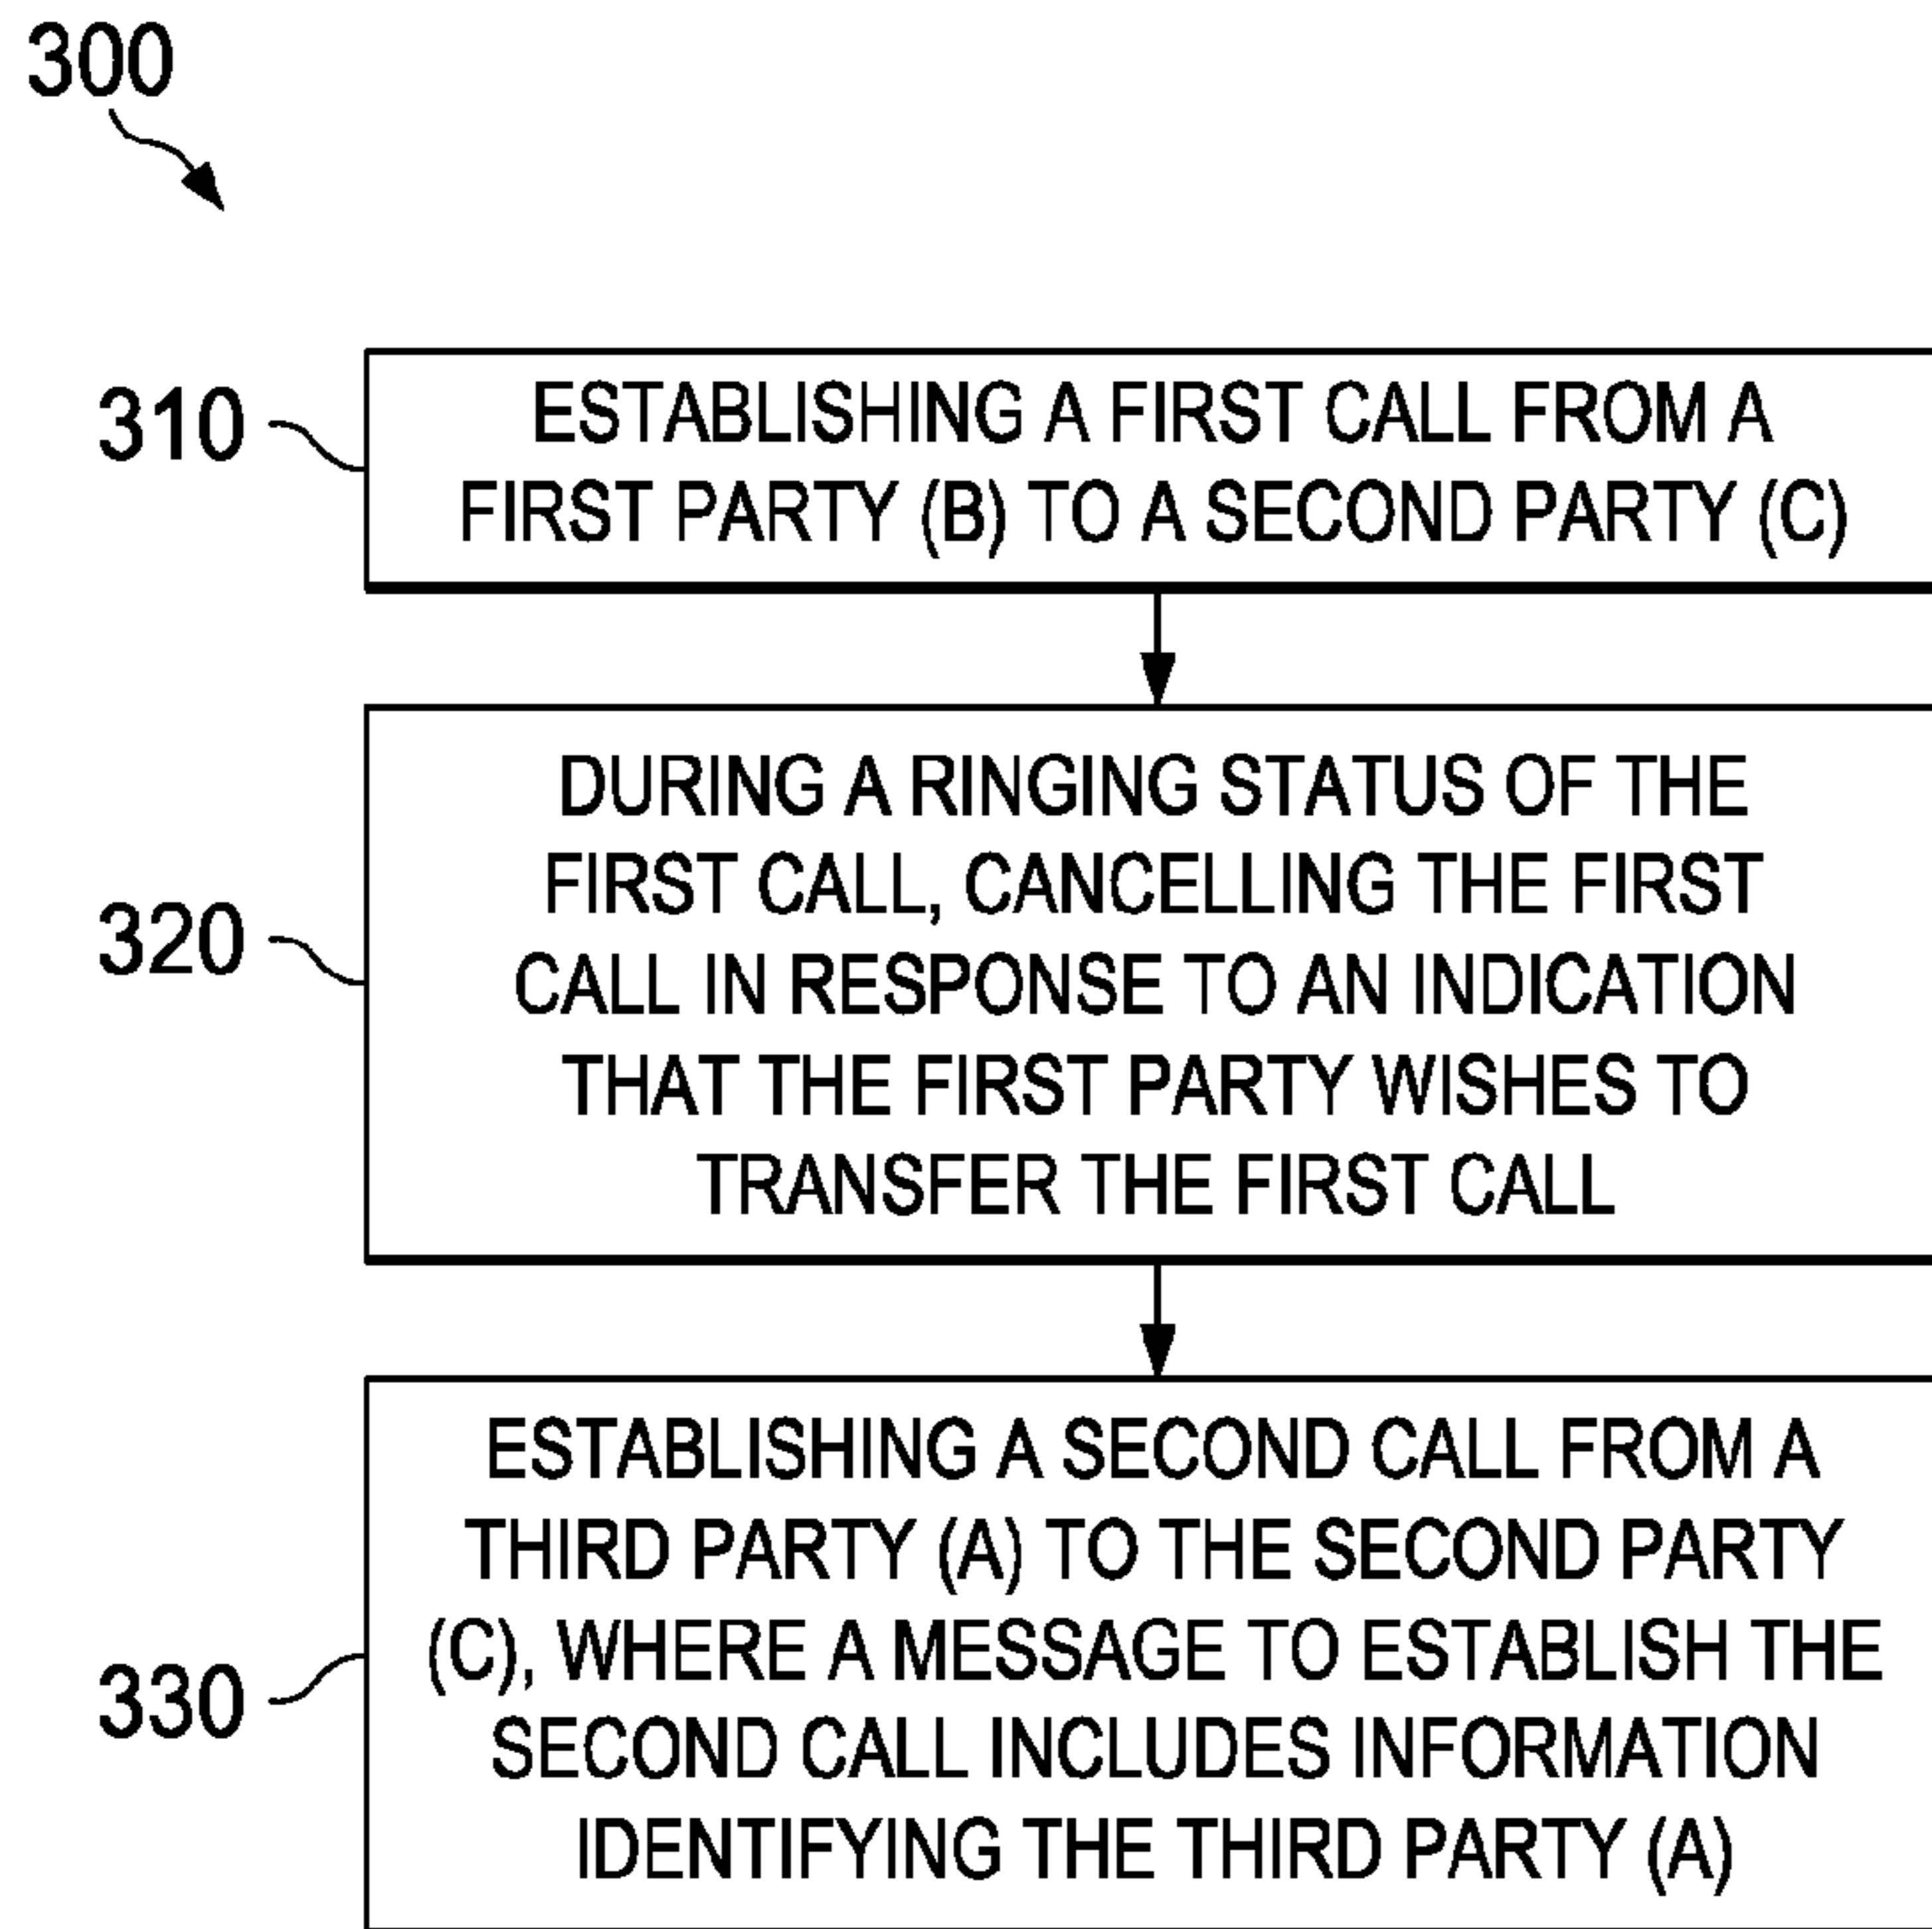 300
310
ESTABLISHING A FIRST CALL FROM A
FIRST PARTY (B) TO A SECOND PARTY (C)
320
DURING A RINGING STATUS OF THE
FIRST CALL, CANCELLING THE FIRST
CALL IN RESPONSE TO AN INDICATION
THAT THE FIRST PARTY WISHES TO
TRANSFER THE FIRST CALL
330
ESTABLISHING A SECOND CALL FROM A
THIRD PARTY (A) TO THE SECOND PARTY
(C), WHERE A MESSAGE TO ESTABLISH THE
SECOND CALL INCLUDES INFORMATION
IDENTIFYING THE THIRD PARTY (A)